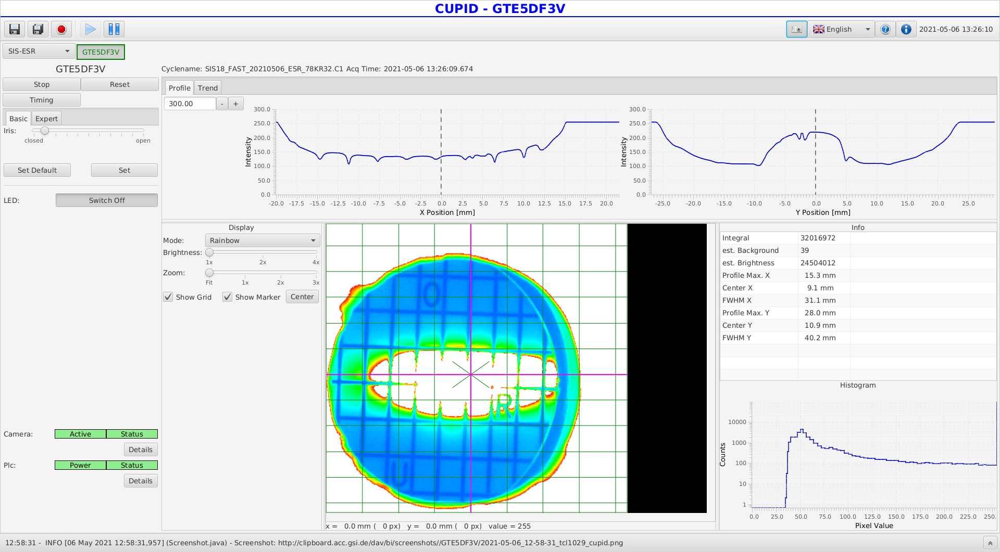 CUPID - GTE5DF3V
English
2021-05-06 13:26:10
SIS-ESR
GTE5DF3V
GTE5DF3V
Cyclename: SIS18_FAST_20210506_ESR_78KR32.C1 Acq Time: 2021-05-06 13:26:09.674
Stop
Reset
Timing
Basic
Expert
Iris:
closed
open
Set Default
Set
LED:
Switch Off
Camera:
Active
Status
Details
Plc:
Power
Status
Details
Profile
Trend
300.00
-
+
Intensity
300.0
250.0
200.0
150.0
100.0
50.0
0.0
-20.0 -17.5 -15.0 -12.5 -10.0 -7.5 -5.0 -2.5 0.0 2.5 5.0 7.5 10.0 12.5 15.0 17.5 20.0
X Position [mm]
Intensity
300.0
250.0
200.0
150.0
100.0
50.0
0.0
-25.0 -20.0 -15.0 -10.0 -5.0 0.0 5.0 10.0 15.0 20.0 25.0
Y Position [mm]
Display
Mode:
Rainbow
Brightness:
1x 2x 4x
Zoom:
Fit 1x 2x 3x
Show Grid
Show Marker
Center
O
R
U
x = 0.0 mm ( 0 px) y = 0.0 mm ( 0 px) value = 255
Info
Integral 32016972
est. Background 39
est. Brightness 24504012
Profile Max. X 15.3 mm
Center X 9.1 mm
FWHM X 31.1 mm
Profile Max. Y 28.0 mm
Center Y 10.9 mm
FWHM Y 40.2 mm
Histogram
Counts
10000
1000
100
10
1
0.0 25.0 50.0 75.0 100.0 125.0 150.0 175.0 200.0 225.0 250.
Pixel Value
12:58:31 - INFO [06 May 2021 12:58:31,957] (Screenshot.java) - Screenshot: http://clipboard.acc.gsi.de/dav/bi/screenshots//GTE5DF3V/2021-05-06_12-58-31_tcl1029_cupid.png